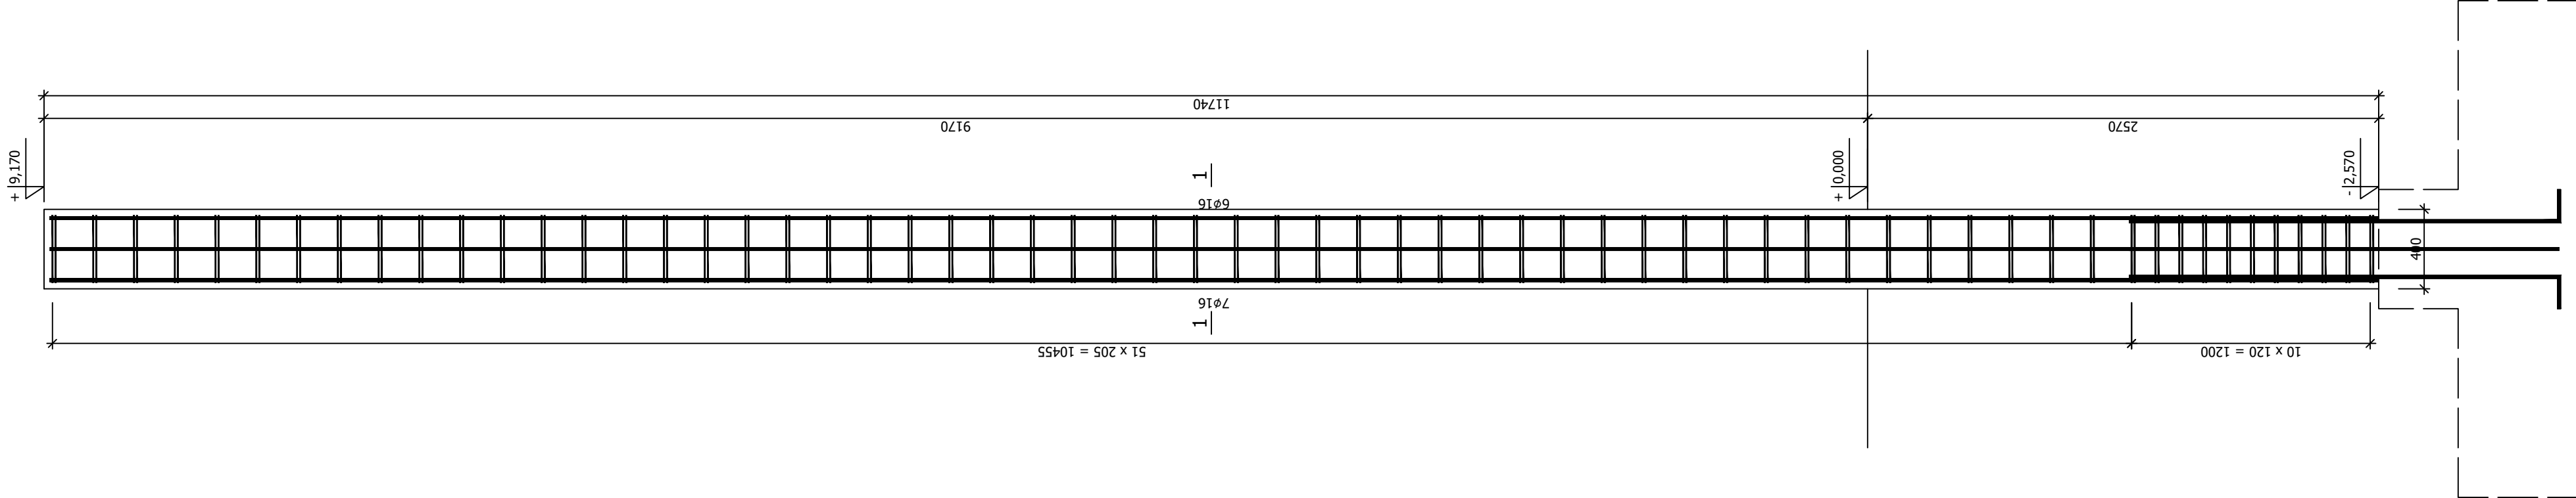 11740
9170
2570
+ 9,170
+ 0,000
- 2,570
1
6ø16
400
7ø16
1
51 x 205 = 10455
10 x 120 = 1200